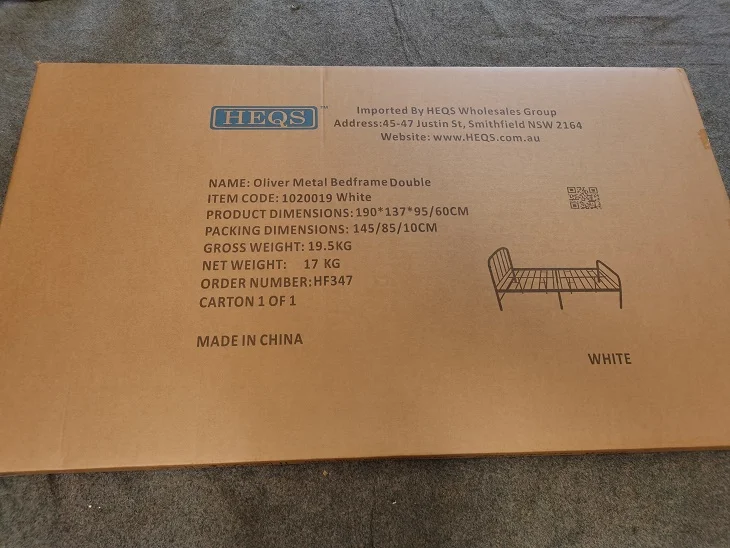 HEQS™
Imported By HEQS Wholesales Group
Address:45-47 Justin St, Smithfield NSW 2164
Website: www.HEQS.com.au
NAME: Oliver Metal Bedframe Double
ITEM CODE: 1020019 White
PRODUCT DIMENSIONS: 190*137*95/60CM
PACKING DIMENSIONS: 145/85/10CM
GROSS WEIGHT: 19.5KG
NET WEIGHT: 17 KG
ORDER NUMBER:HF347
CARTON 1 OF 1
MADE IN CHINA
WHITE